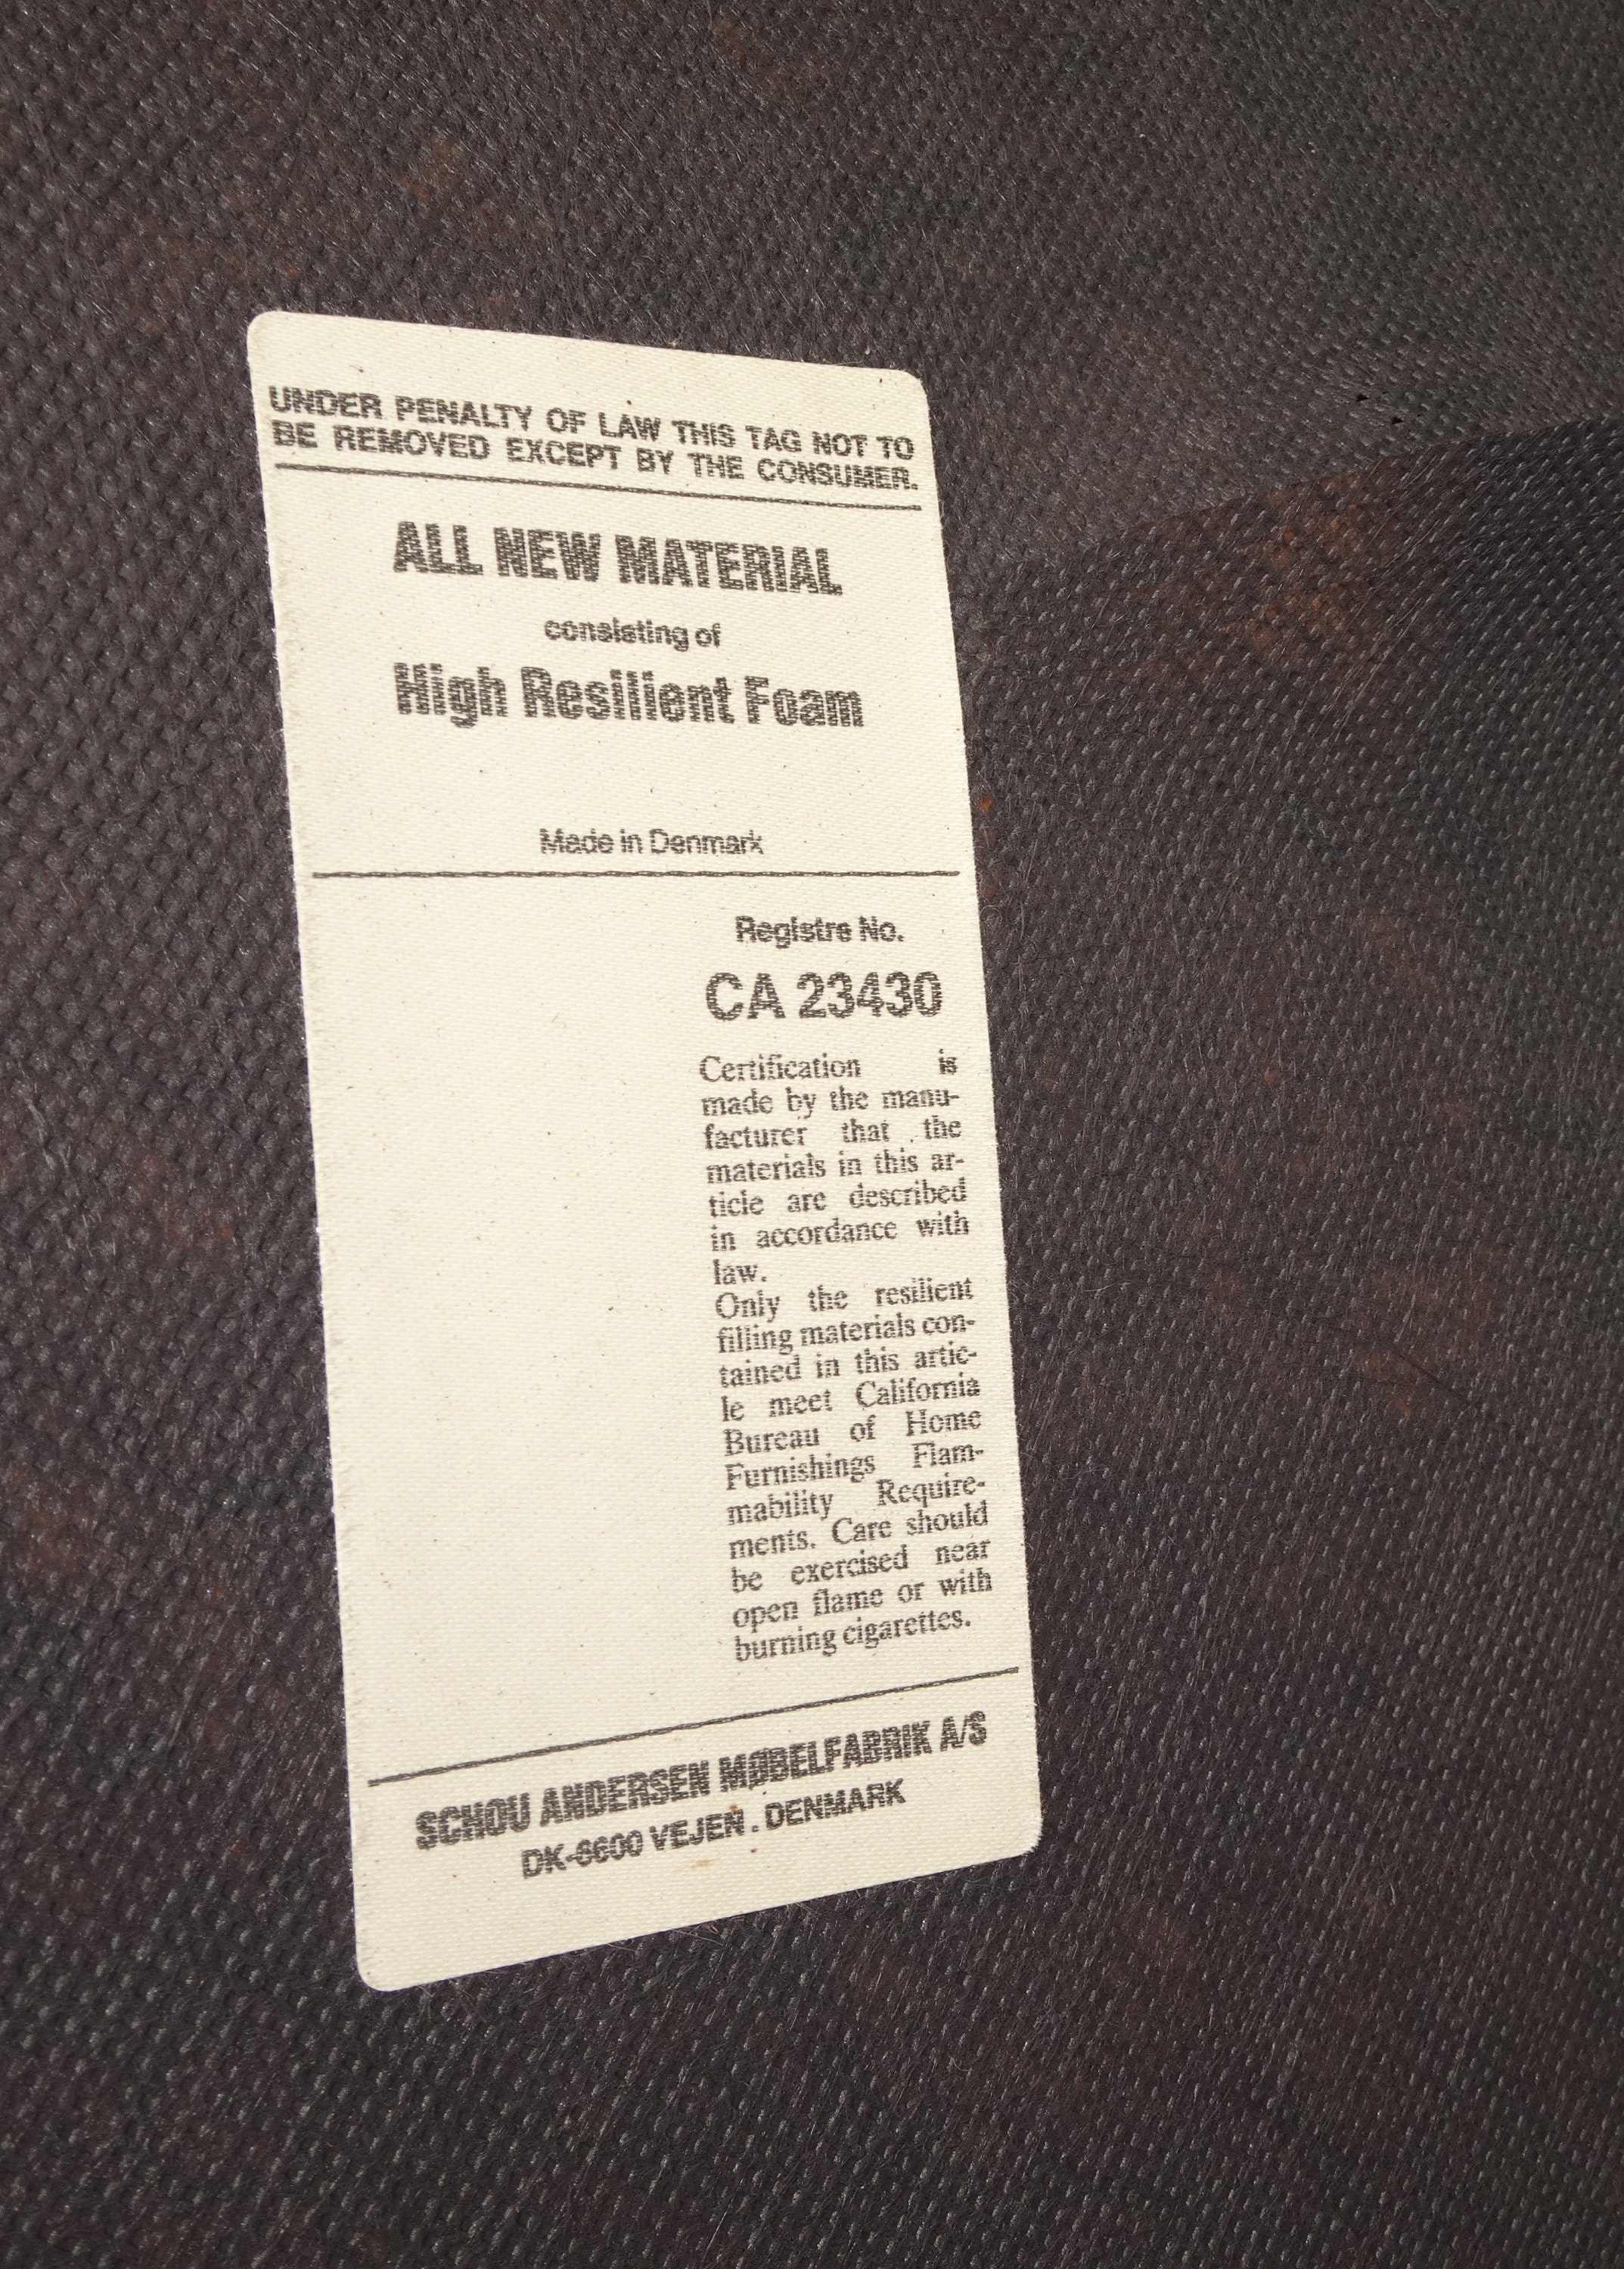 UNDER PENALTY OF LAW THIS TAG NOT TO
BE REMOVED EXCEPT BY THE CONSUMER.
ALL NEW MATERIAL
consisting of
High Resilient Foam
Made in Denmark
Registre No.
CA 23430
Certification is
made by the manu-
facturer that the
materials in this ar-
ticle are described
in accordance with
law.
Only the resilient
filling materials con-
tained in this artic-
le meet California
Bureau of Home
Furnishings Flam-
mability Require-
ments. Care should
be exercised near
open flame or with
burning cigarettes.
SCHOU ANDERSEN MØBELFABRIK A/S
DK-6600 VEJEN . DENMARK